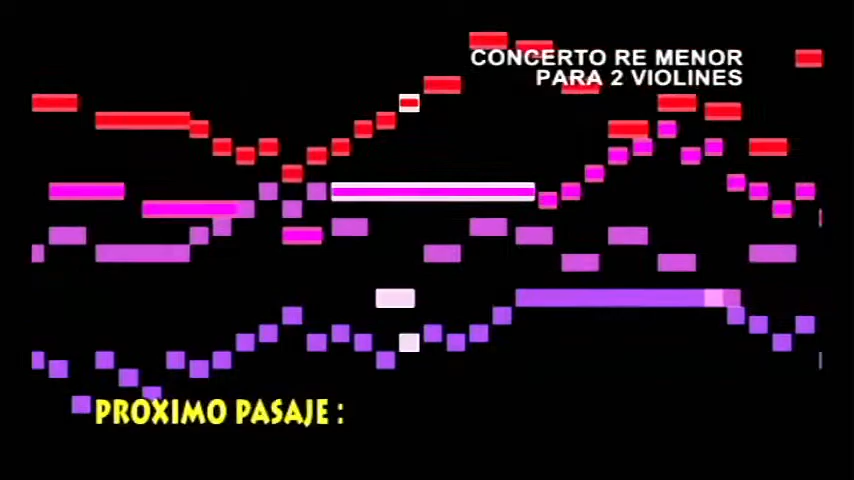 CONCERTO RE MENOR
PARA 2 VIOLINES
PROXIMO PASAJE :